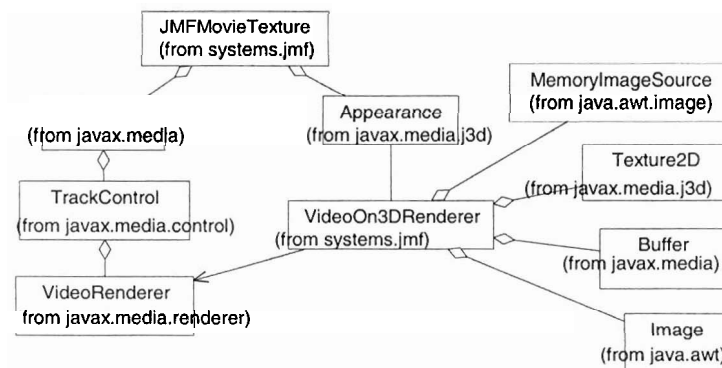 JMFMovieTexture
(from systems.jmf)
MemoryImageSource
(from java.awt.image)
Appearance
(from javax.media.j3d)
(from javax.media)
Texture2D
(from javax.media.j3d)
TrackControl
(from javax.media.control)
VideoOn3DRenderer
(from systems.jmf)
Buffer
(from javax.media)
VideoRenderer
from javax.media.renderer)
Image
(from java.awt)